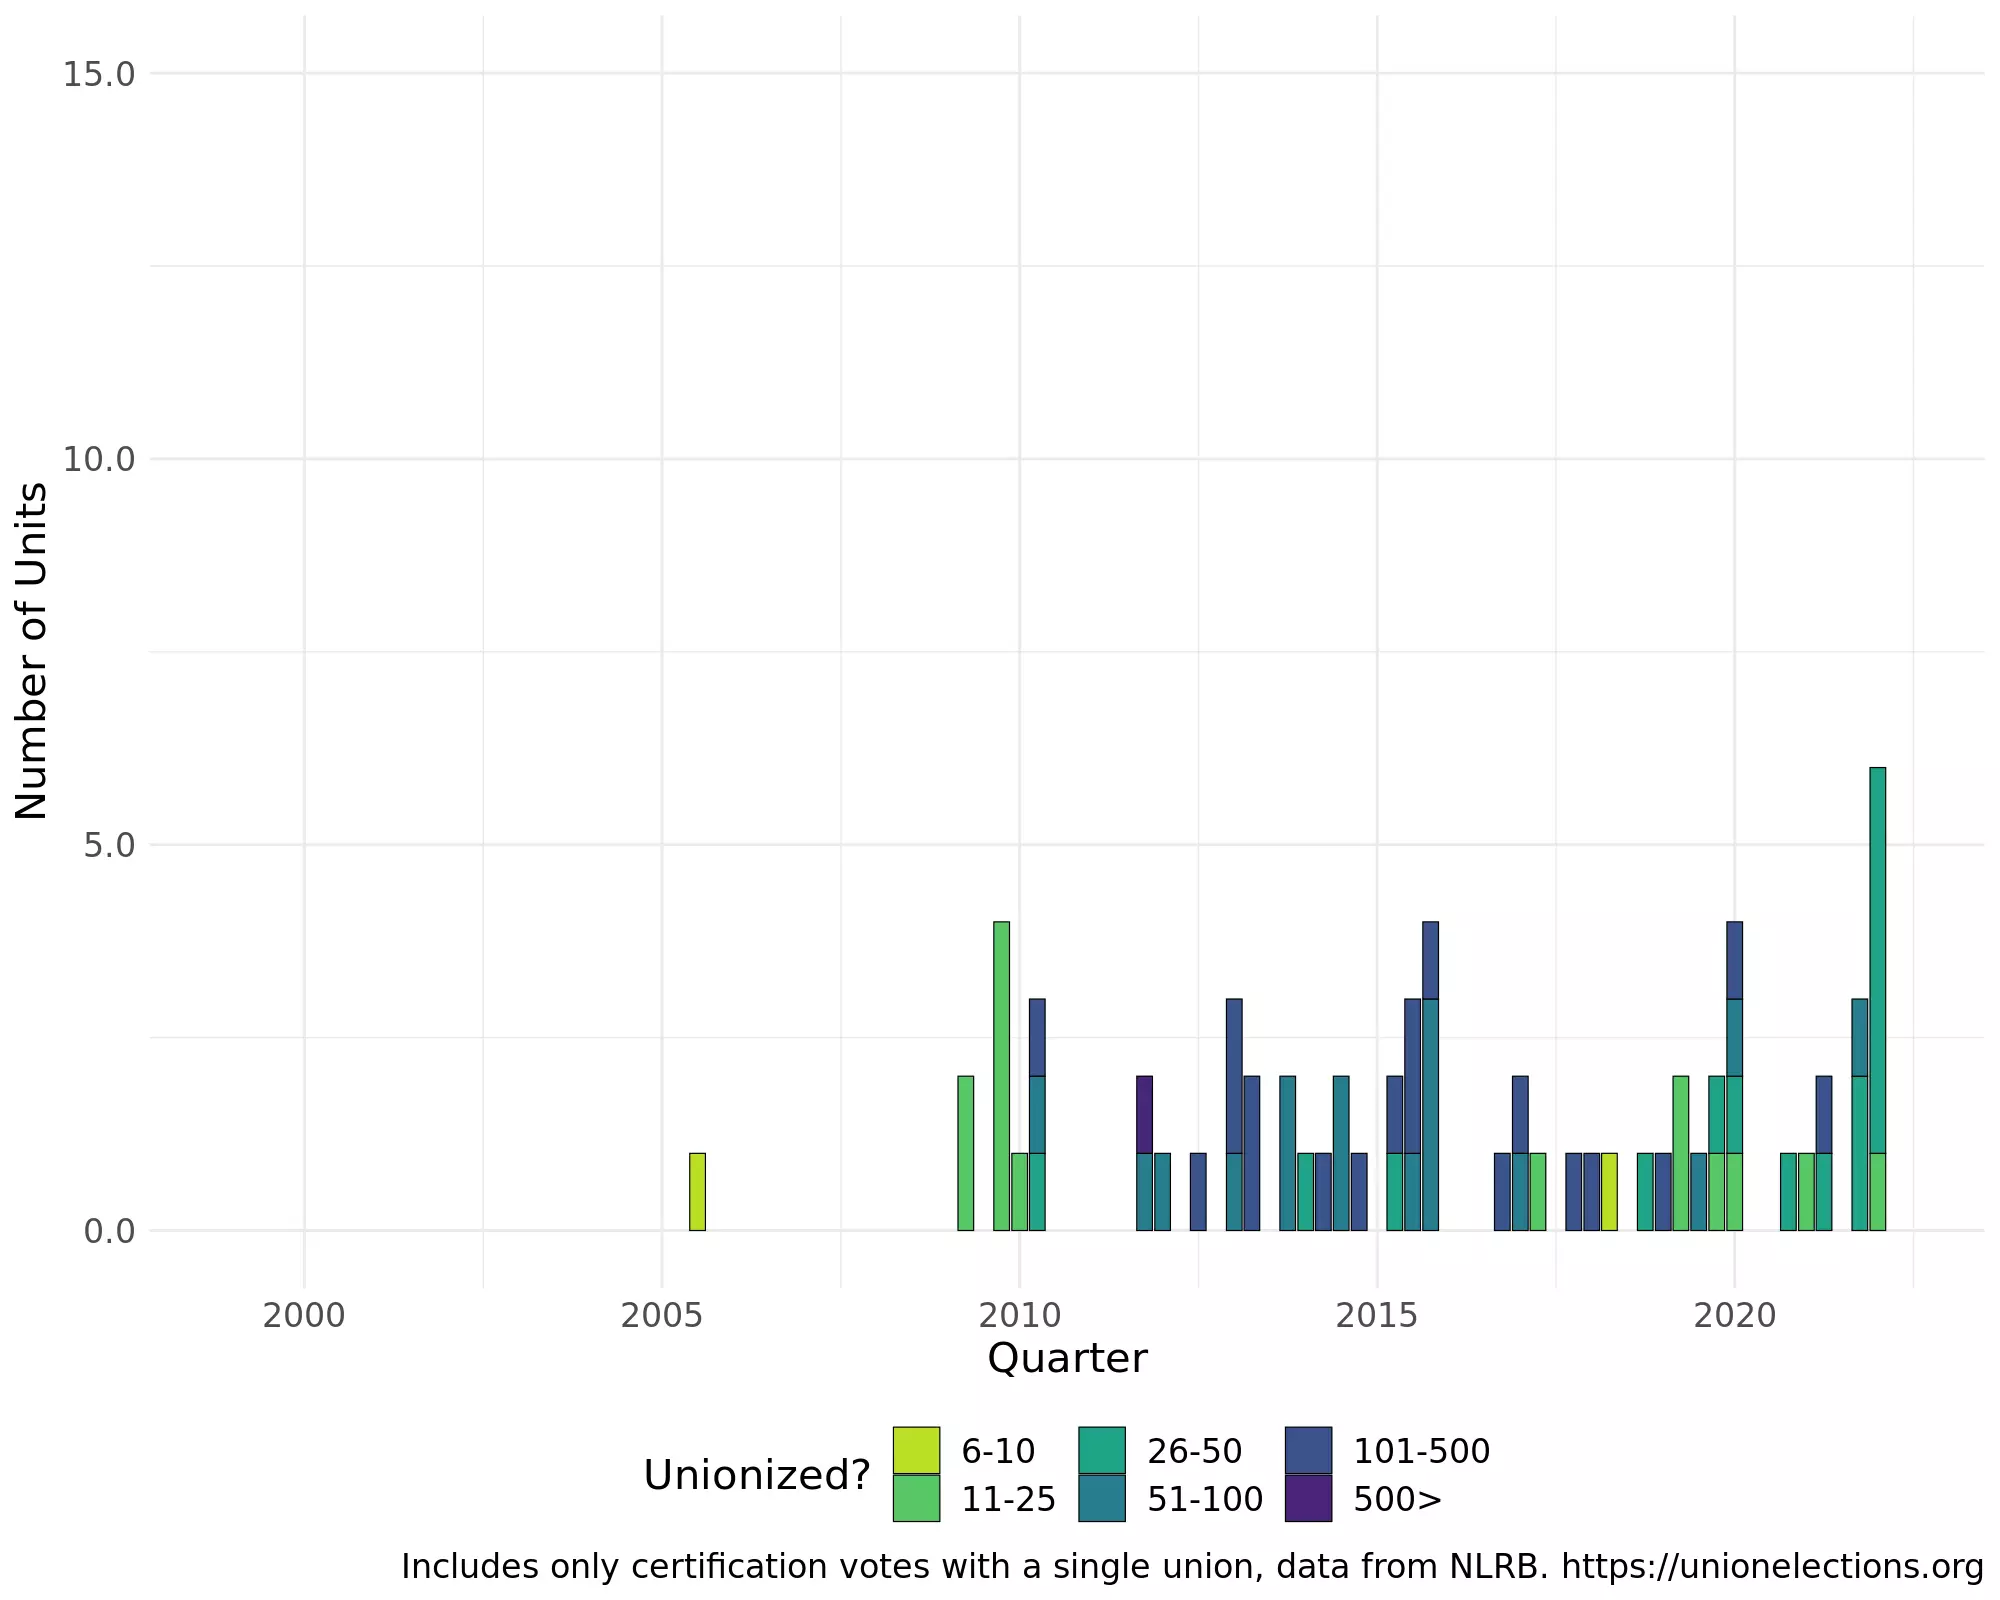 15.0
10.0
5.0
0.0
Number of Units
2000 2005 2010 2015 2020
Quarter
Unionized?
6-10 26-50 101-500
11-25 51-100 500>
Includes only certification votes with a single union, data from NLRB. https://unionelections.org